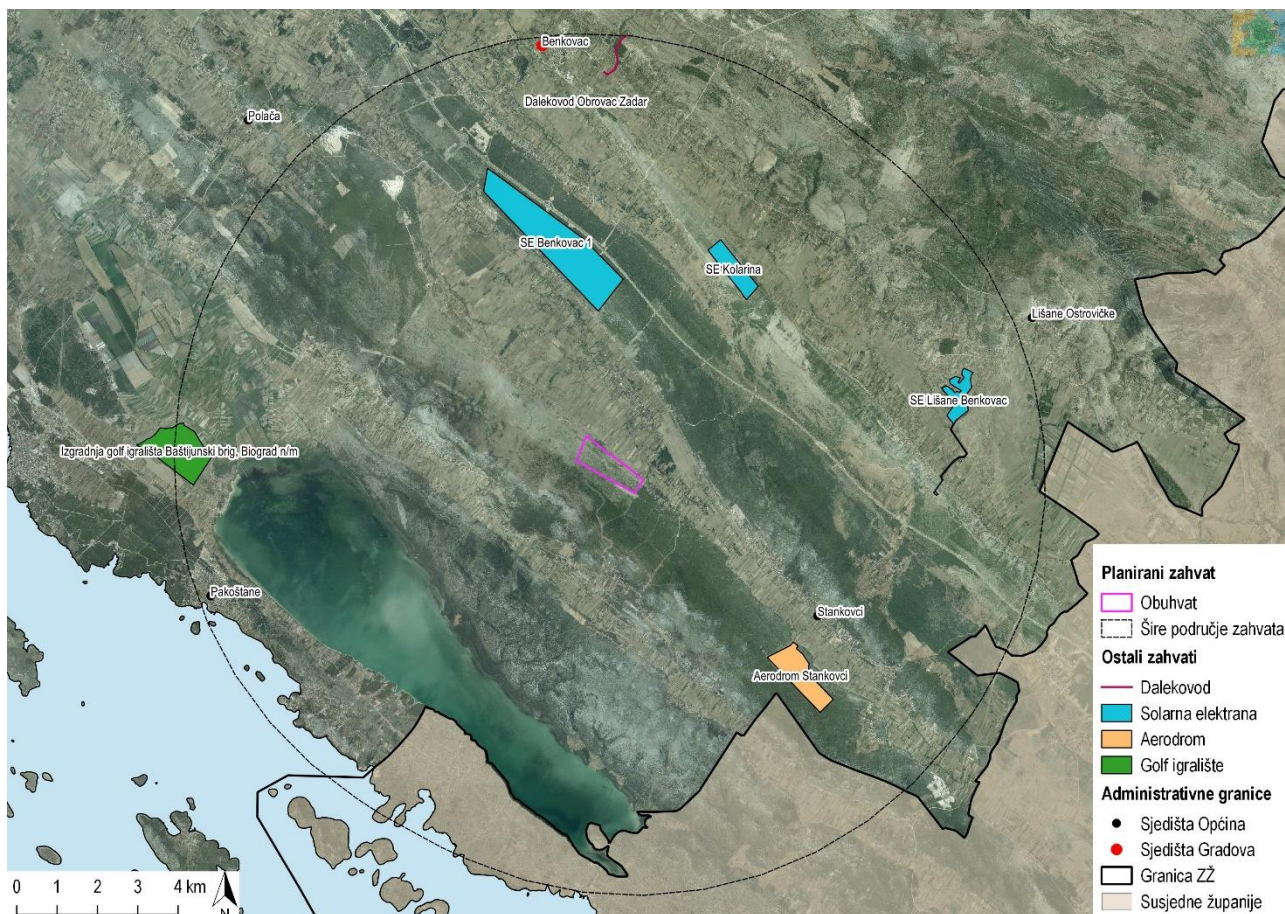 Benkovac
Dalekovod Obrovac Zadar
Polača
SE Benkovac 1
SE Kolarina
Lišane Ostrovičke
SE Lišane Benkovac
Izgradnja golf igrališta Baštijunski brig, Biograd n/m
Pakoštane
Stankovci
Aerodrom Stankovci
Planirani zahvat
Obuhvat
Šire područje zahvata
Ostali zahvati
Dalekovod
Solarna elektrana
Aerodrom
Golf igralište
Administrativne granice
Sjedišta Općina
Sjedišta Gradova
Granica ZŽ
Susjedne županije
0 1 2 3 4 km
N